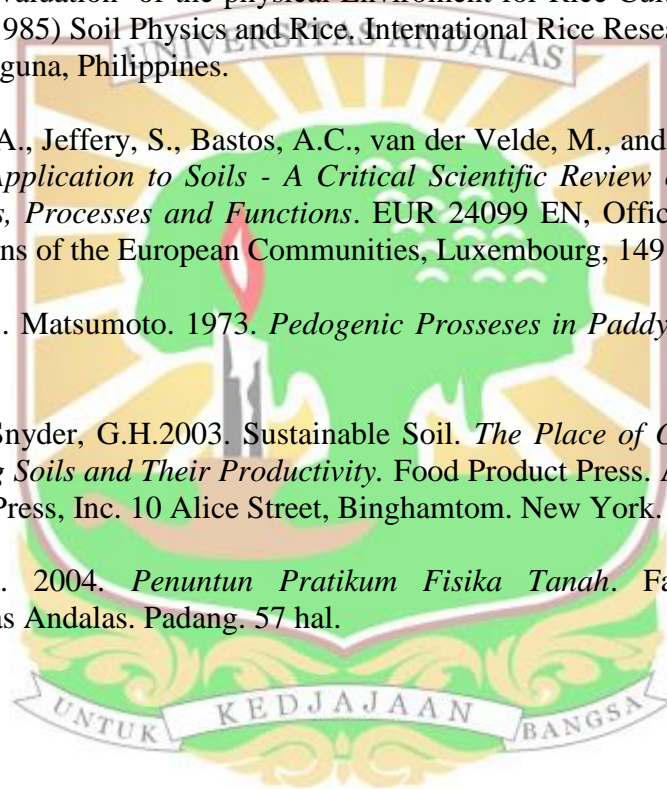 valuation of the physical Enviroment for Rice Cul
985) Soil Physics and Rice. International Rice Resea
guna, Philippines.
UNIVERSITAS ANDALAS
A., Jeffery, S., Bastos, A.C., van der Velde, M., and
Application to Soils - A Critical Scientific Review
s, Processes and Functions. EUR 24099 EN, Offic
ns of the European Communities, Luxembourg, 149
. Matsumoto. 1973. Pedogenic Prosseses in Paddy
Snyder, G.H.2003. Sustainable Soil. The Place of O
g Soils and Their Productivity. Food Product Press. A
Press, Inc. 10 Alice Street, Binghamtom. New York.
. 2004. Penuntun Pratikum Fisika Tanah. Fa
as Andalas. Padang. 57 hal.
UNTUK KEDJAJAAN BANGSA